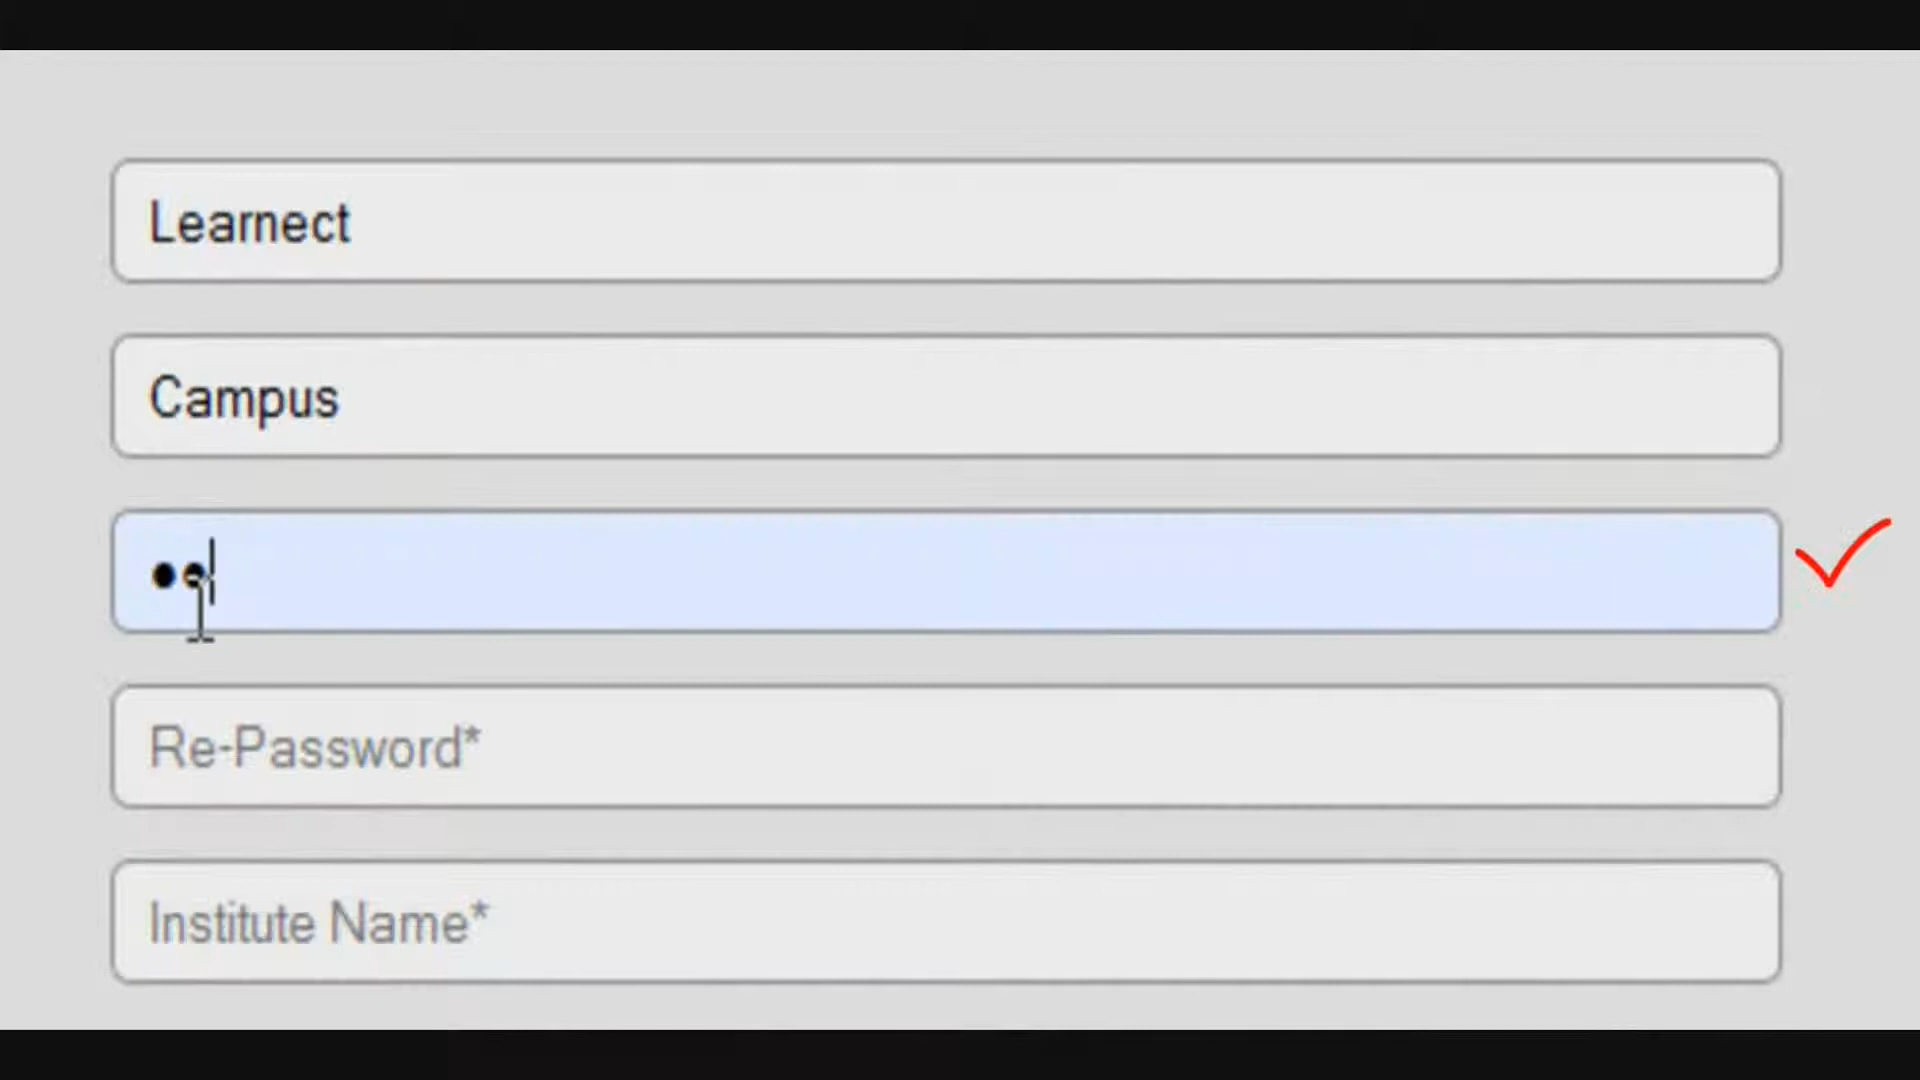 Learnect
Campus
••
Re-Password*
Institute Name*